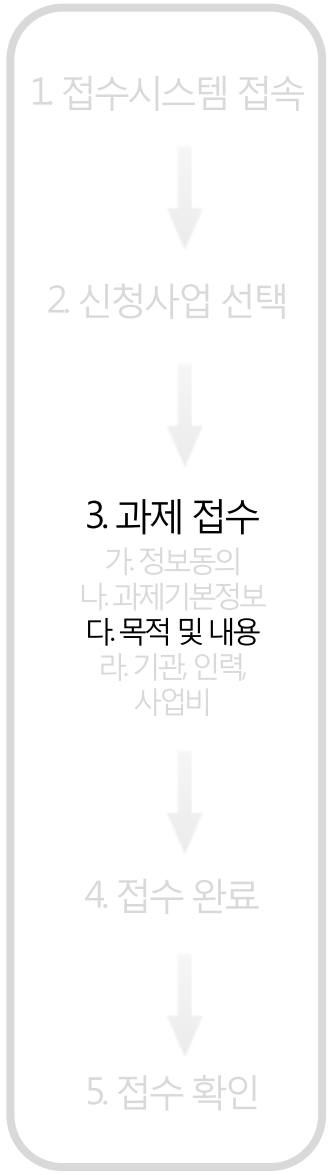 1. 접수시스템 접속
2. 신청사업 선택
3. 과제 접수
가. 정보동의
나. 과제기본정보
다. 목적 및 내용
라. 기관, 인력,
사업비
4. 접수 완료
5. 접수 확인